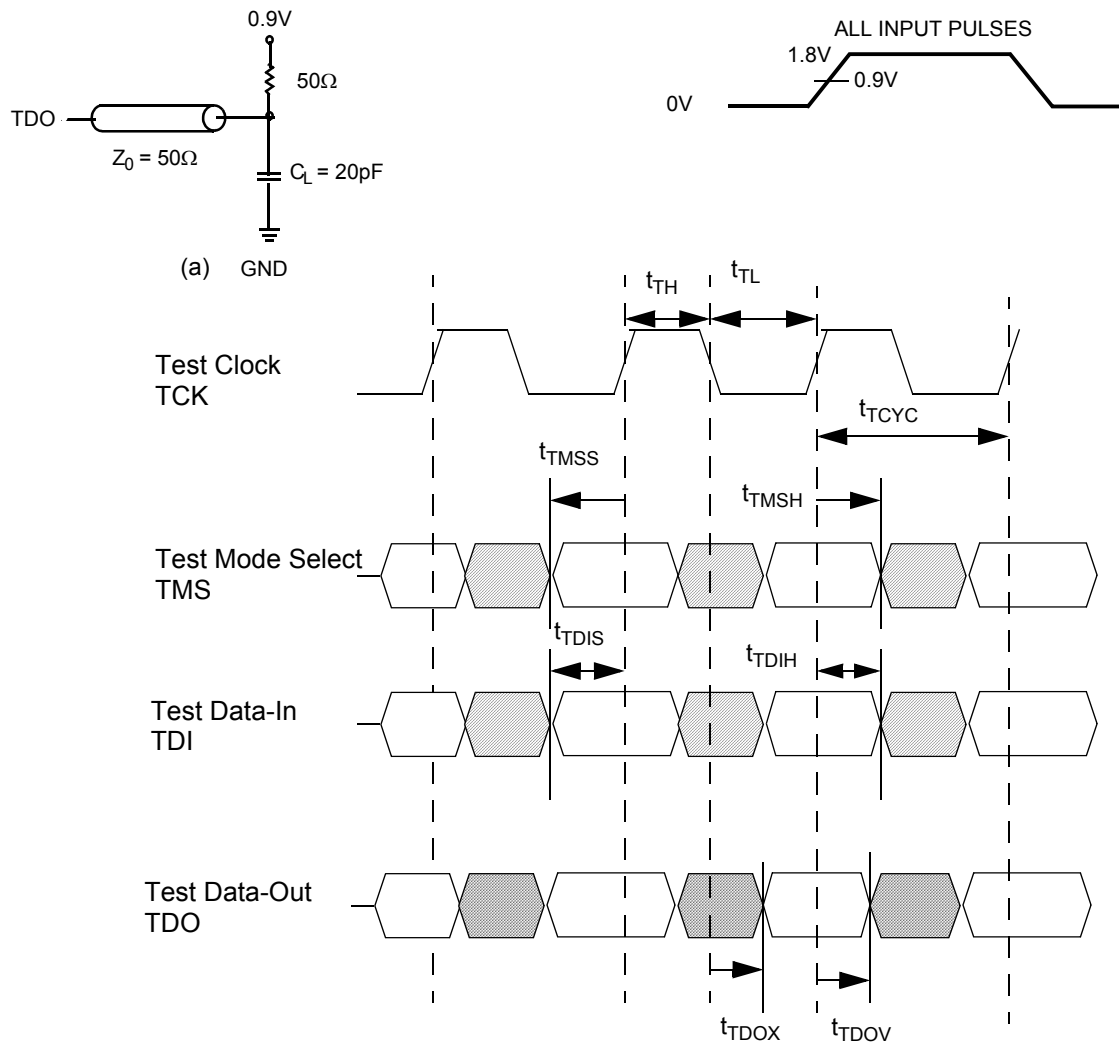 0.9V
50Ω
TDO
Z0 = 50Ω
CL = 20pF
(a) GND
ALL INPUT PULSES
1.8V
0.9V
0V
tTH
tTL
Test Clock
TCK
tTCYC
tTMSS
tTMSH
Test Mode Select
TMS
tTDIS
tTDIH
Test Data-In
TDI
Test Data-Out
TDO
tTDOX
tTDOV